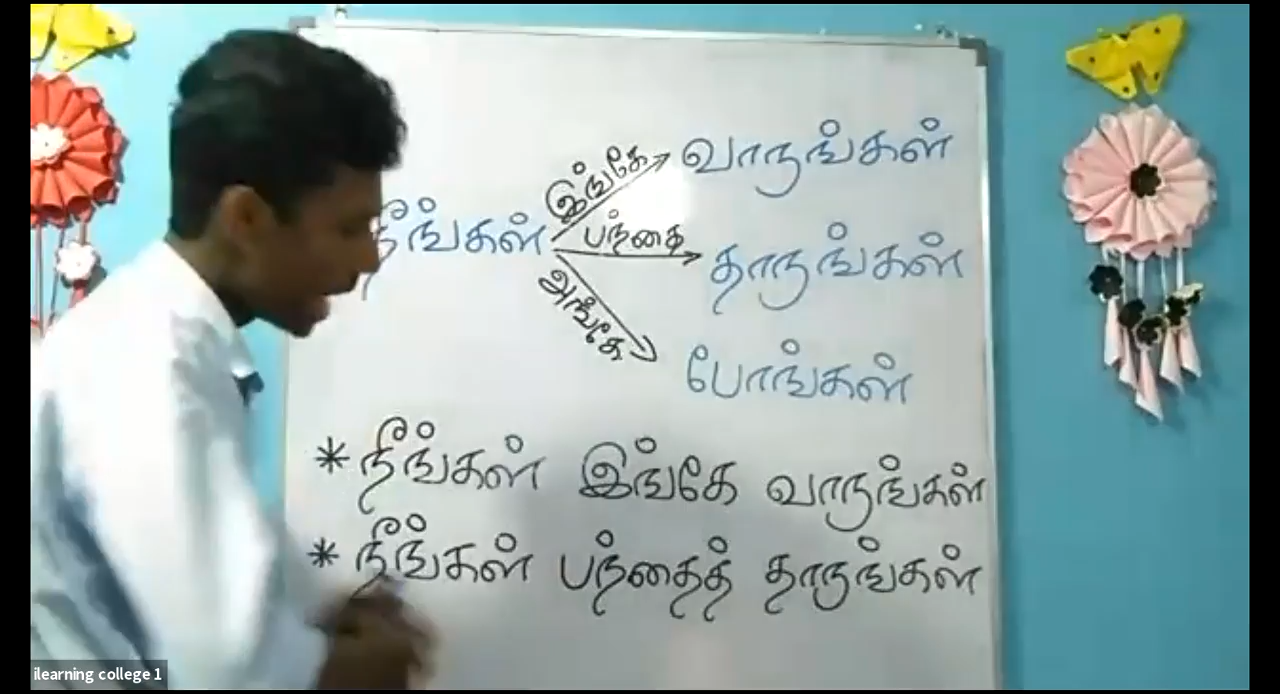 இங்கே வாருங்கள்
நீங்கள் பந்தை தாருங்கள்
அங்கே போங்கள்
* நீங்கள் இங்கே வாருங்கள்
* நீங்கள் பந்தைத் தாருங்கள்
ilearning college 1